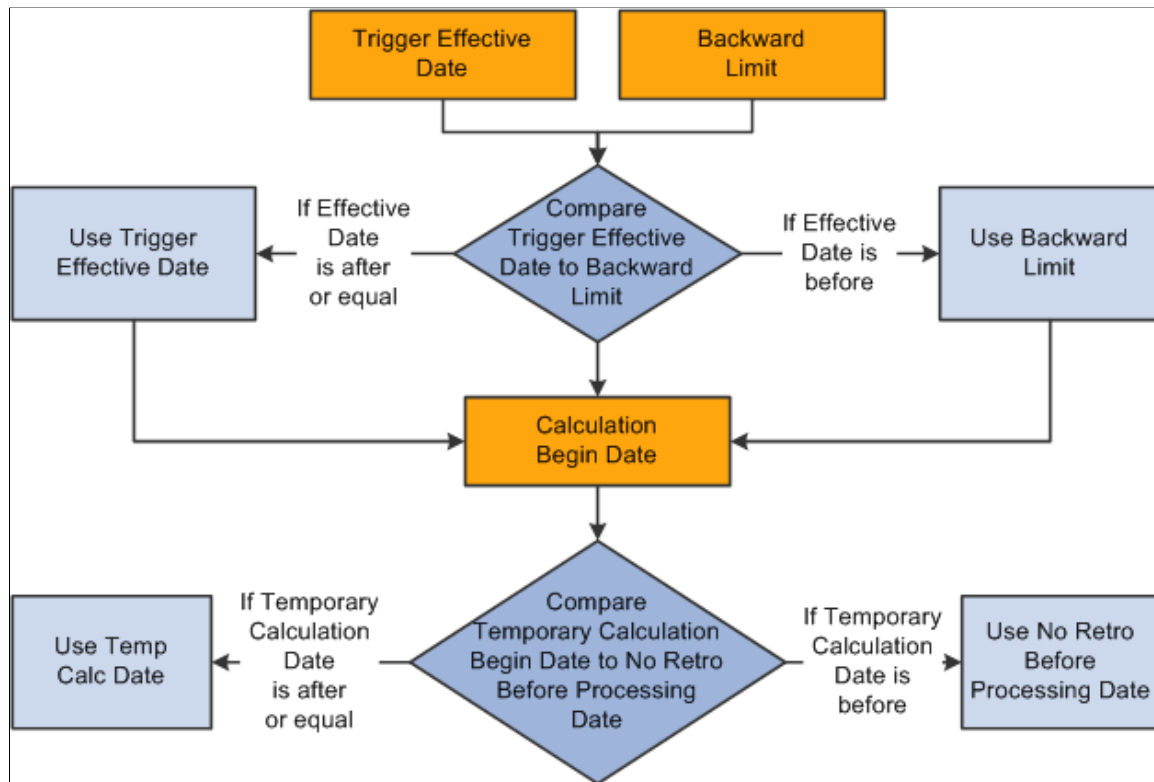 Trigger Effective
Date
Backward
Limit
Use Trigger
Effective Date
If Effective
Date
is after
or equal
Compare
Trigger Effective
Date to Backward
Limit
If Effective
Date is
before
Use Backward
Limit
Calculation
Begin Date
Use Temp
Calc Date
If Temporary
Calculation
Date
is after
or equal
Compare
Temporary Calculation
Begin Date to No Retro
Before Processing
Date
If Temporary
Calculation
Date is
before
Use No Retro
Before
Processing Date